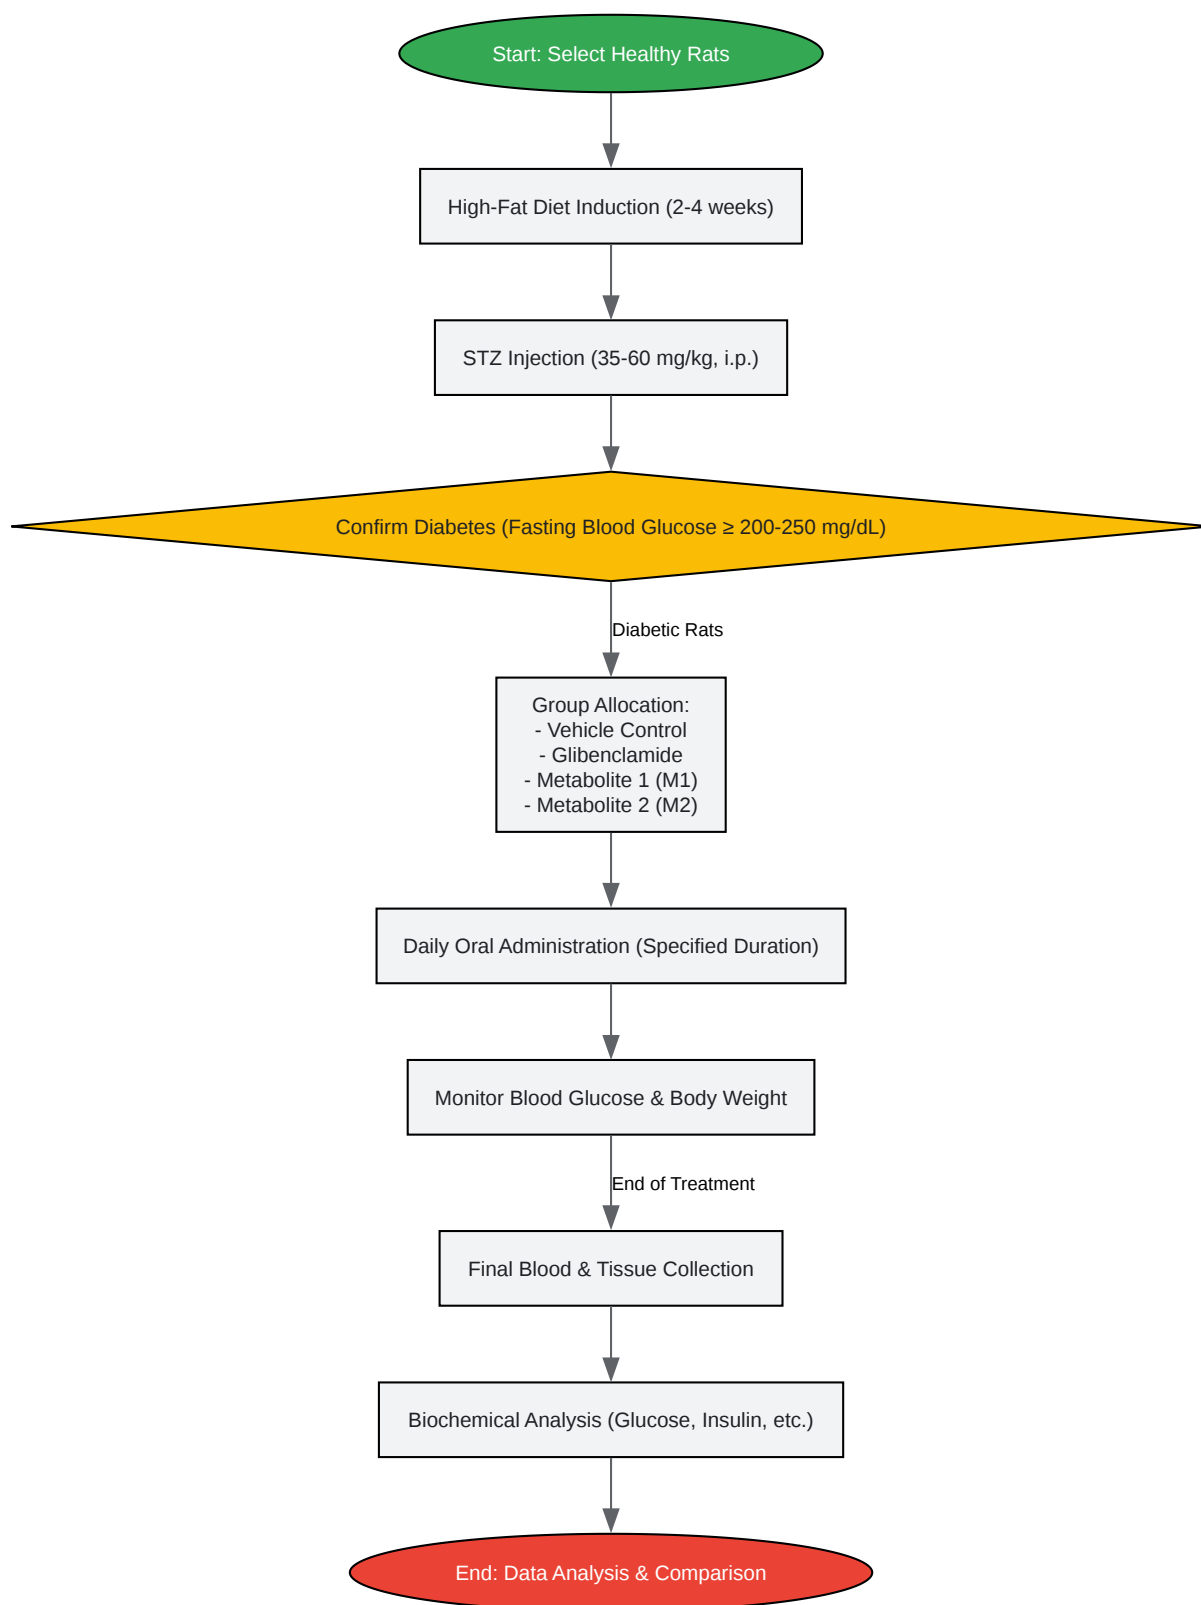 Start: Select Healthy Rats
High-Fat Diet Induction (2-4 weeks)
STZ Injection (35-60 mg/kg, i.p.)
Confirm Diabetes (Fasting Blood Glucose ≥ 200-250 mg/dL)
Diabetic Rats
Group Allocation:
- Vehicle Control
- Glibenclamide
- Metabolite 1 (M1)
- Metabolite 2 (M2)
Daily Oral Administration (Specified Duration)
Monitor Blood Glucose & Body Weight
End of Treatment
Final Blood & Tissue Collection
Biochemical Analysis (Glucose, Insulin, etc.)
End: Data Analysis & Comparison